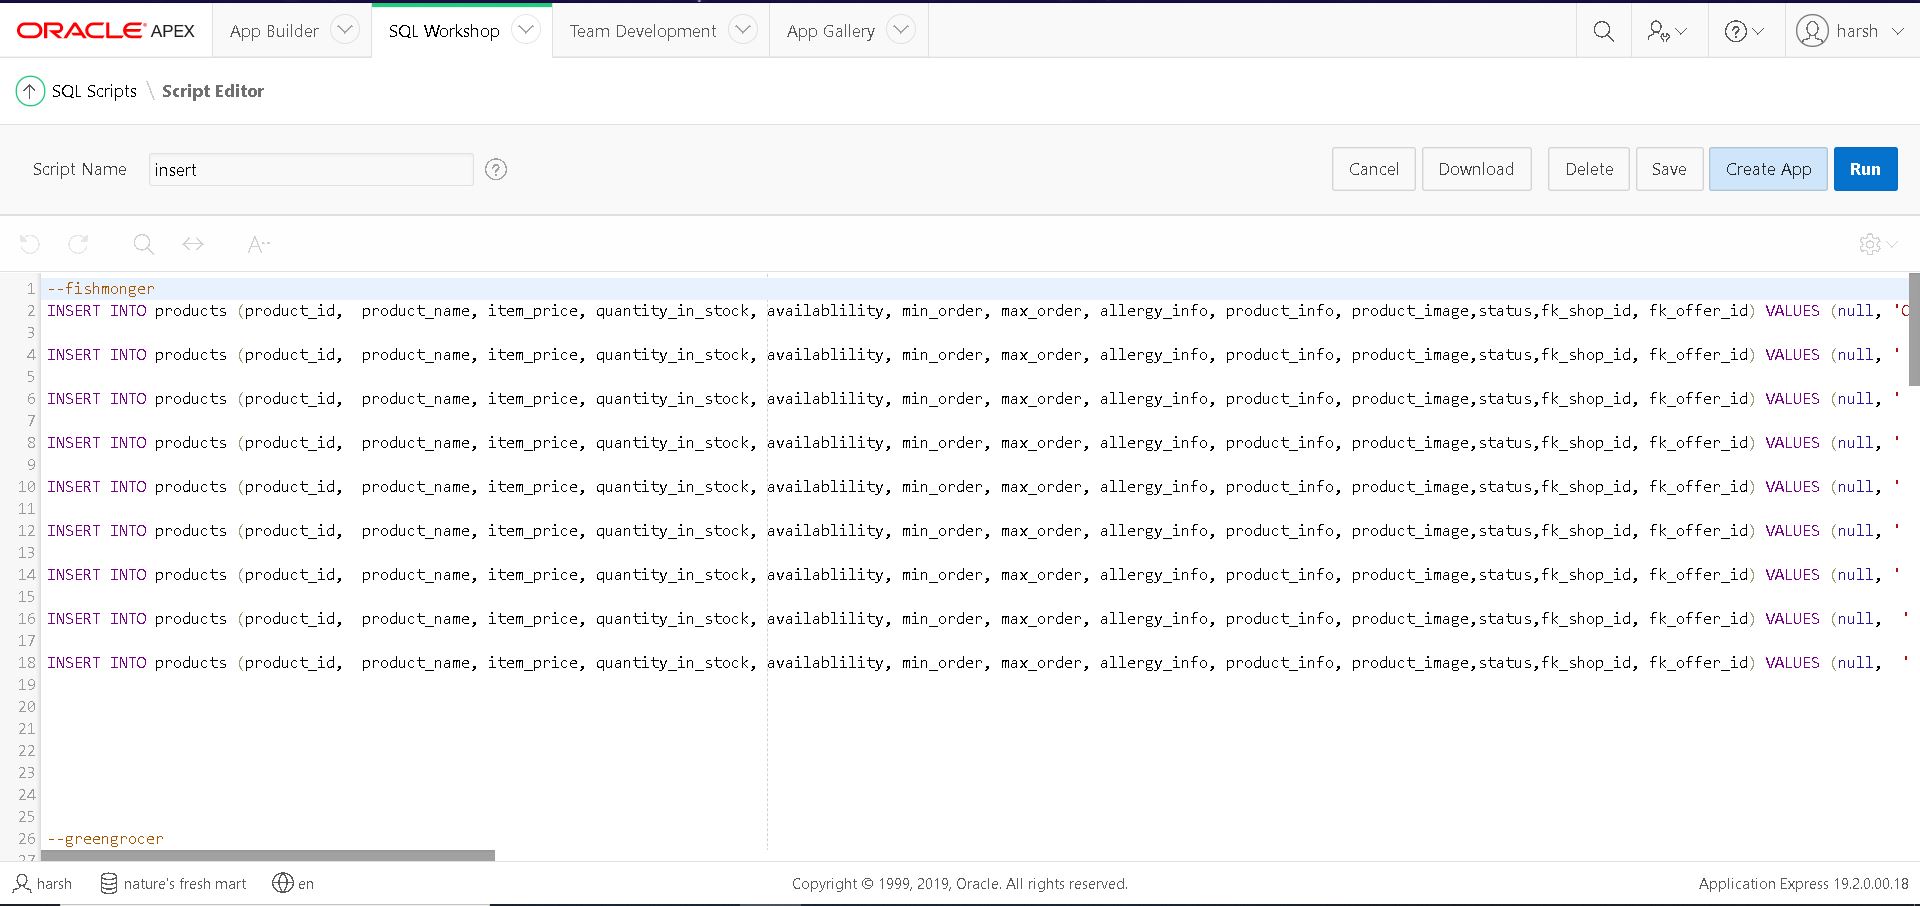 ORACLE APEX App Builder SQL Workshop Team Development App Gallery harsh
SQL Scripts \ Script Editor
Script Name insert Cancel Download Delete Save Create App Run
1 --fishmonger
2 INSERT INTO products (product_id,  product_name, item_price, quantity_in_stock, availablility, min_order, max_order, allergy_info, product_info, product_image,status,fk_shop_id, fk_offer_id) VALUES (null, 'C
3
4 INSERT INTO products (product_id,  product_name, item_price, quantity_in_stock, availablility, min_order, max_order, allergy_info, product_info, product_image,status,fk_shop_id, fk_offer_id) VALUES (null, '
5
6 INSERT INTO products (product_id,  product_name, item_price, quantity_in_stock, availablility, min_order, max_order, allergy_info, product_info, product_image,status,fk_shop_id, fk_offer_id) VALUES (null, '
7
8 INSERT INTO products (product_id,  product_name, item_price, quantity_in_stock, availablility, min_order, max_order, allergy_info, product_info, product_image,status,fk_shop_id, fk_offer_id) VALUES (null, '
9
10 INSERT INTO products (product_id,  product_name, item_price, quantity_in_stock, availablility, min_order, max_order, allergy_info, product_info, product_image,status,fk_shop_id, fk_offer_id) VALUES (null, '
11
12 INSERT INTO products (product_id,  product_name, item_price, quantity_in_stock, availablility, min_order, max_order, allergy_info, product_info, product_image,status,fk_shop_id, fk_offer_id) VALUES (null, '
13
14 INSERT INTO products (product_id,  product_name, item_price, quantity_in_stock, availablility, min_order, max_order, allergy_info, product_info, product_image,status,fk_shop_id, fk_offer_id) VALUES (null, '
15
16 INSERT INTO products (product_id,  product_name, item_price, quantity_in_stock, availablility, min_order, max_order, allergy_info, product_info, product_image,status,fk_shop_id, fk_offer_id) VALUES (null,  '
17
18 INSERT INTO products (product_id,  product_name, item_price, quantity_in_stock, availablility, min_order, max_order, allergy_info, product_info, product_image,status,fk_shop_id, fk_offer_id) VALUES (null,  '
19
20
21
22
23
24
25
26 --greengrocer
27
harsh nature's fresh mart en Copyright © 1999, 2019, Oracle. All rights reserved. Application Express 19.2.0.00.18